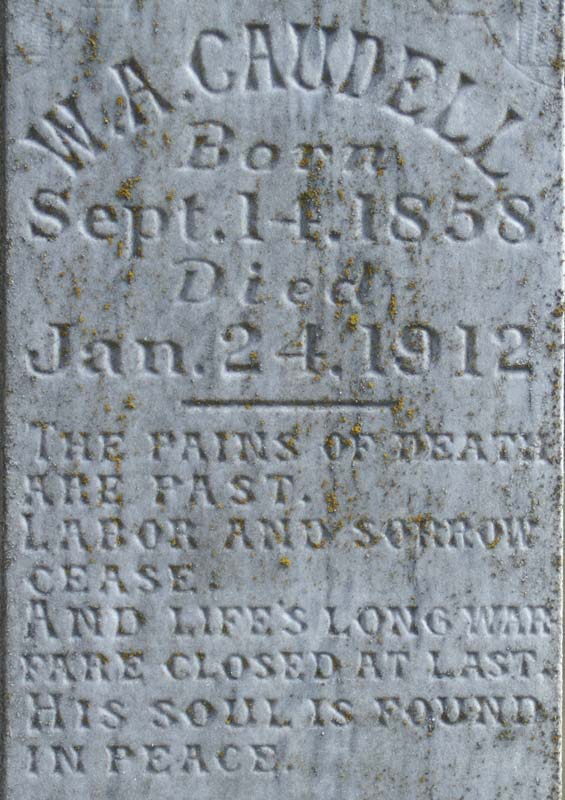 W. A. CAUDELL
Born
Sept. 14. 1858
Died
Jan. 24. 1912
THE PAINS OF DEATH
ARE PAST.
LABOR AND SORROW
CEASE.
AND LIFE'S LONG WAR
FARE CLOSED AT LAST.
HIS SOUL IS FOUND
IN PEACE.